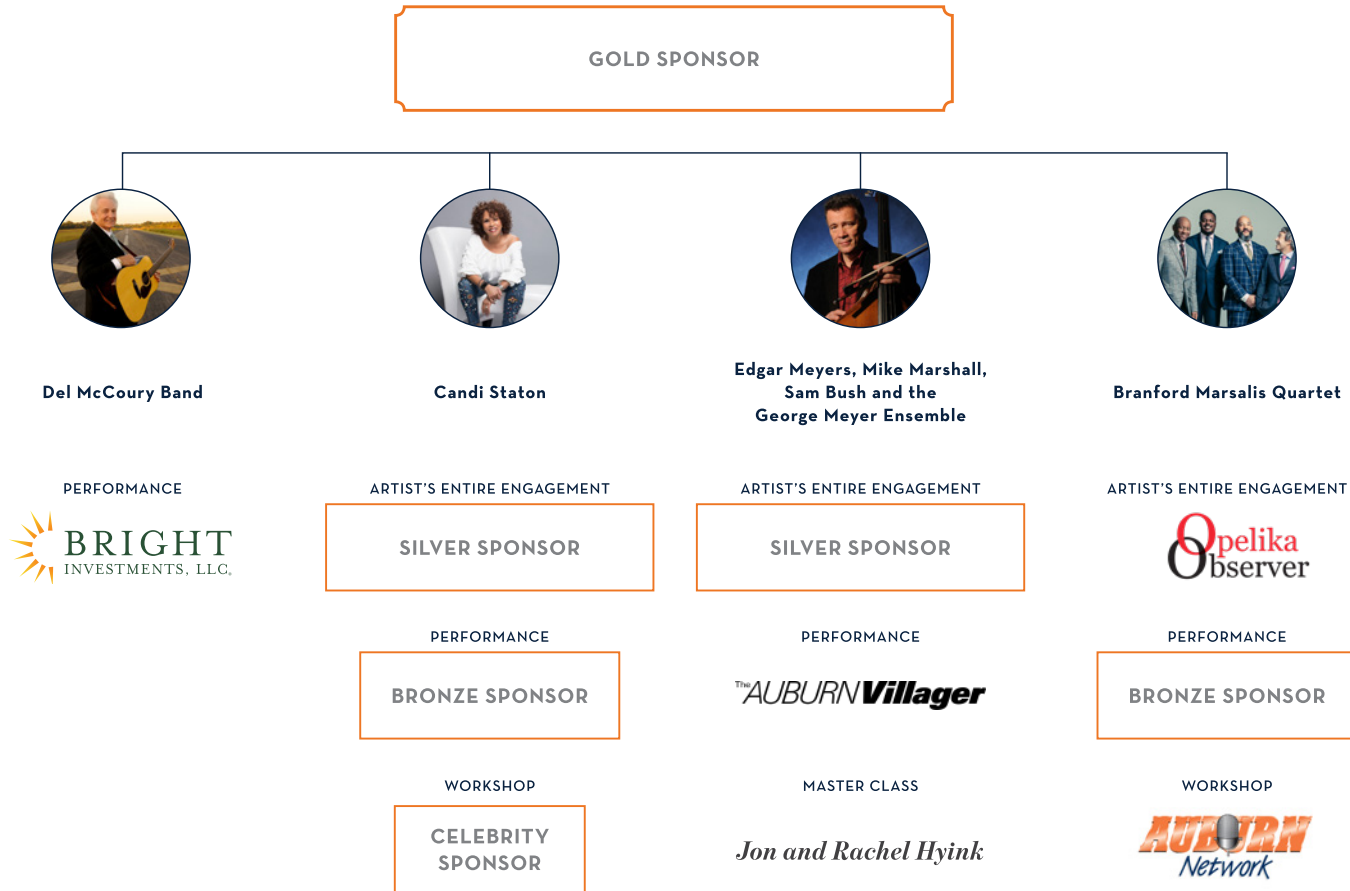 GOLD SPONSOR
Del McCoury Band
Candi Staton
Edgar Meyers, Mike Marshall,
Sam Bush and the
George Meyer Ensemble
Branford Marsalis Quartet
PERFORMANCE
BRIGHT
INVESTMENTS, LLC.
ARTIST’S ENTIRE ENGAGEMENT
SILVER SPONSOR
ARTIST’S ENTIRE ENGAGEMENT
SILVER SPONSOR
ARTIST’S ENTIRE ENGAGEMENT
Opelika
Observer
PERFORMANCE
BRONZE SPONSOR
PERFORMANCE
The AUBURN Villager
PERFORMANCE
BRONZE SPONSOR
WORKSHOP
CELEBRITY
SPONSOR
MASTER CLASS
Jon and Rachel Hyink
WORKSHOP
AUBURN
Network